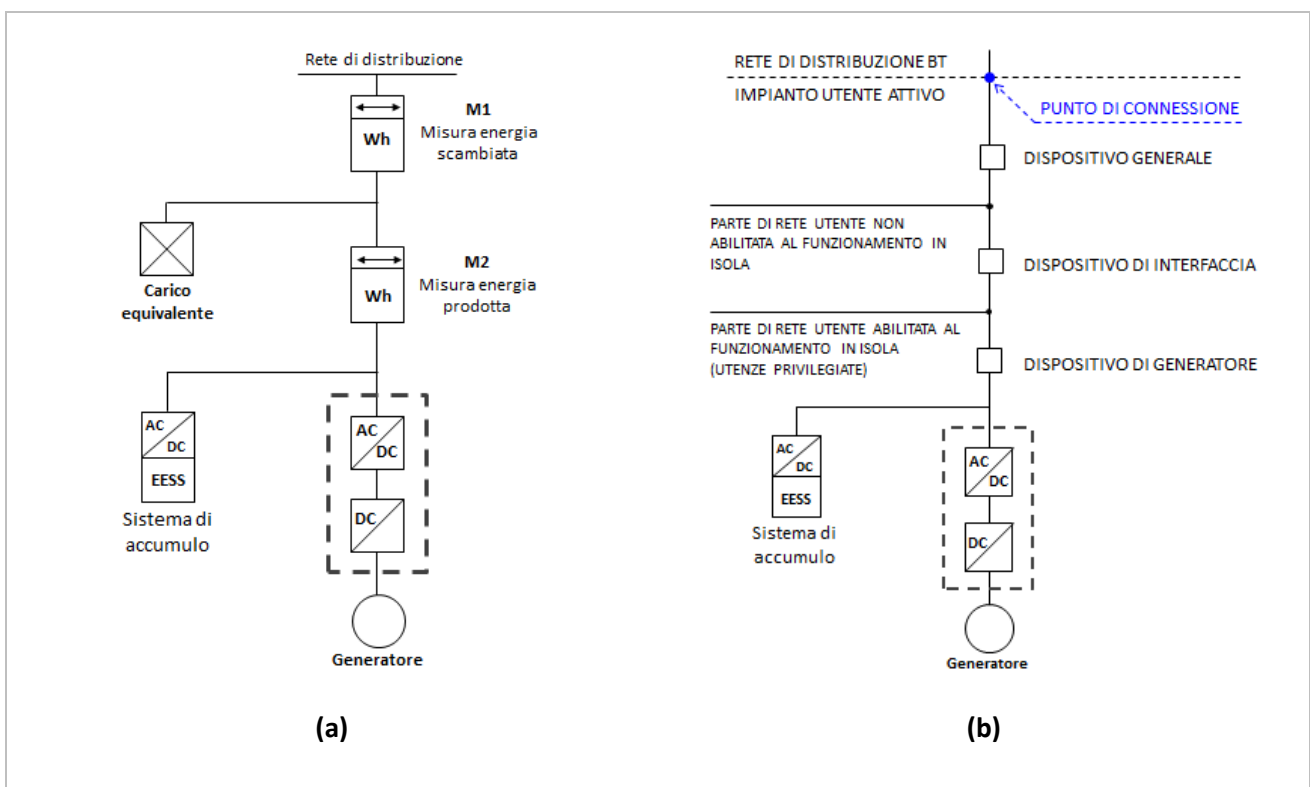 Rete di distribuzione
M1
Misura energia
scambiata
Wh
Carico
equivalente
M2
Misura energia
prodotta
Wh
AC
DC
EESS
Sistema di
accumulo
AC
DC
DC
Generatore
(a)
RETE DI DISTRIBUZIONE BT
IMPIANTO UTENTE ATTIVO
PUNTO DI CONNESSIONE
DISPOSITIVO GENERALE
PARTE DI RETE UTENTE NON
ABILITATA AL FUNZIONAMENTO IN
ISOLA
DISPOSITIVO DI INTERFACCIA
PARTE DI RETE UTENTE ABILITATA AL
FUNZIONAMENTO IN ISOLA
(UTENZE PRIVILEGIATE)
DISPOSITIVO DI GENERATORE
AC
DC
EESS
Sistema di
accumulo
AC
DC
DC
Generatore
(b)